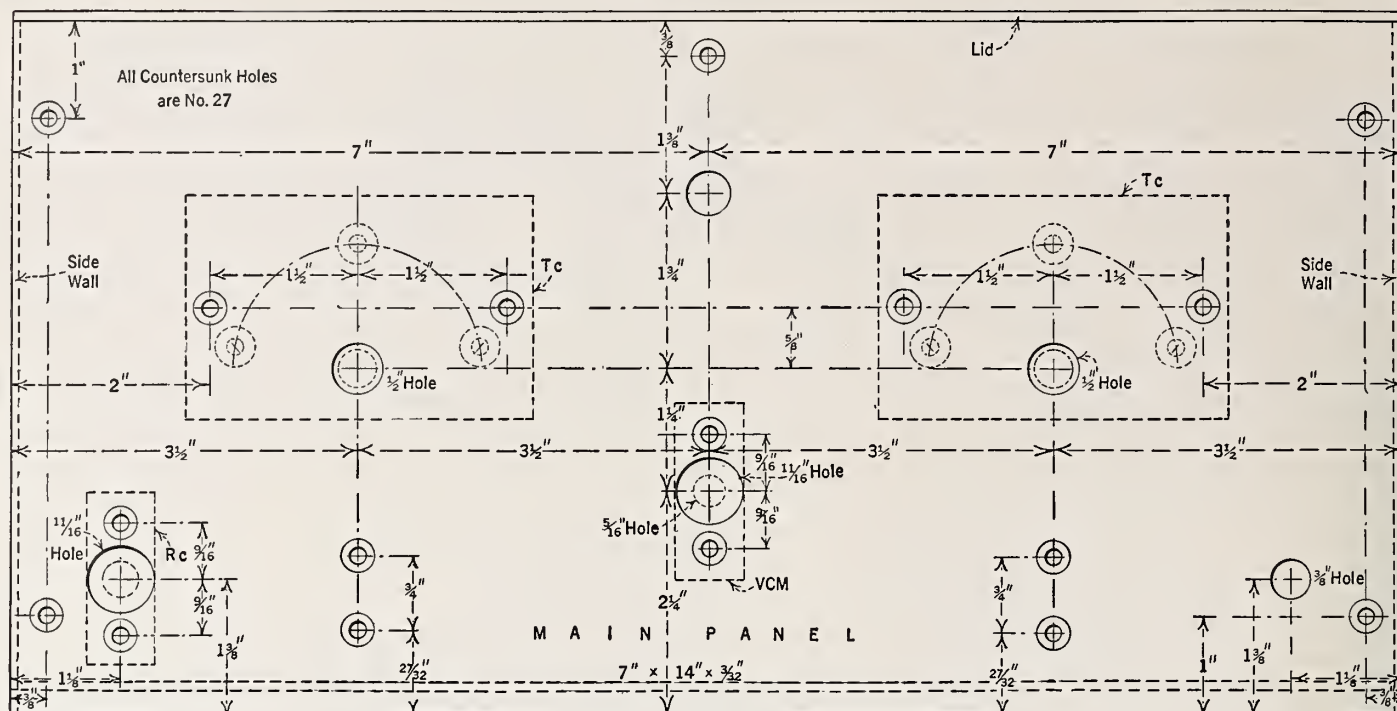 Lid
1"
3/8
All Countersunk Holes
are No. 27
1 3/8"
7"
7"
Tc
Side
Wall
1 1/2"
1 1/2"
Tc
1 3/4"
1 1/2"
1 1/2"
Side
Wall
5/8"
2"
1/2" Hole
1/2" Hole
2"
1 1/4"
3 1/2"
3 1/2"
3 1/2"
3 1/2"
9/16"
11/16" Hole
5/16" Hole
9/16"
VCM
11/16"
Hole
Rc
9/16"
9/16"
3/4"
3/4"
3/8" Hole
2 1/4"
MAIN PANEL
7" x 14" x 3/32"
1 3/8"
27/32"
27/32"
1"
1 3/8"
1 1/8"
3/8"
1 1/8"
3/8"